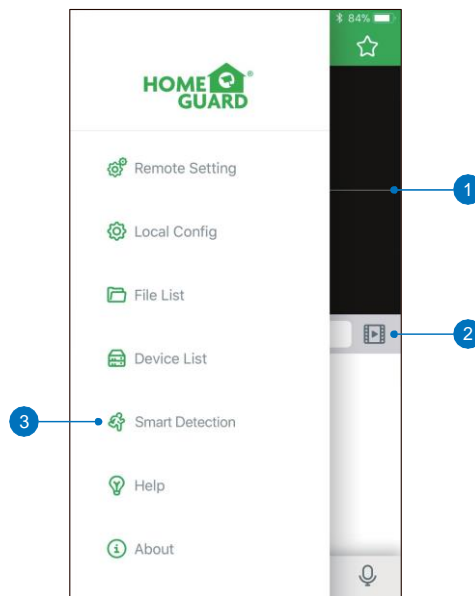 84%
HOME
GUARD®
Remote Setting
1
Local Config
File List
2
Device List
3
Smart Detection
Help
About